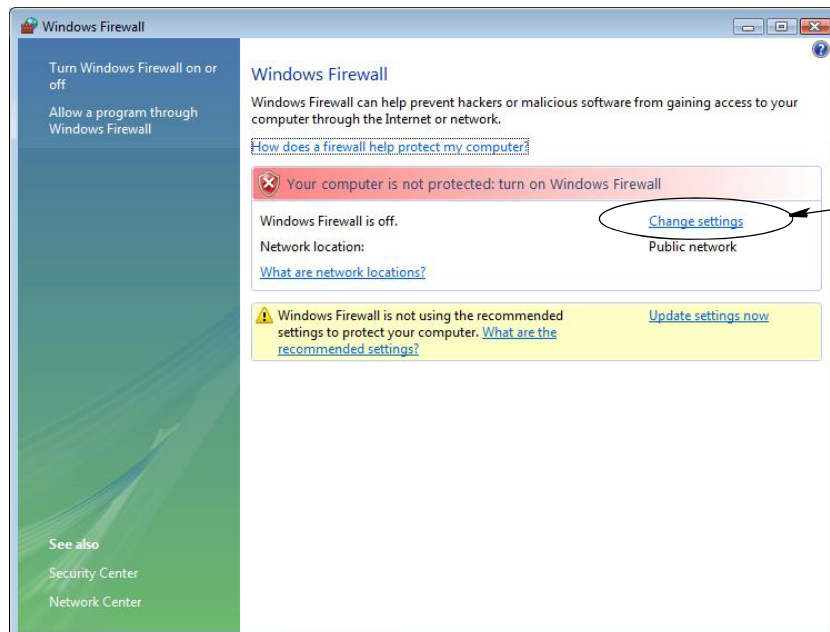 Windows Firewall
Turn Windows Firewall on or
off
Allow a program through
Windows Firewall
See also
Security Center
Network Center
Windows Firewall
Windows Firewall can help prevent hackers or malicious software from gaining access to your
computer through the Internet or network.
How does a firewall help protect my computer?
Your computer is not protected: turn on Windows Firewall
Windows Firewall is off.
Change settings
Network location:
Public network
What are network locations?
Windows Firewall is not using the recommended
settings to protect your computer. What are the
recommended settings?
Update settings now